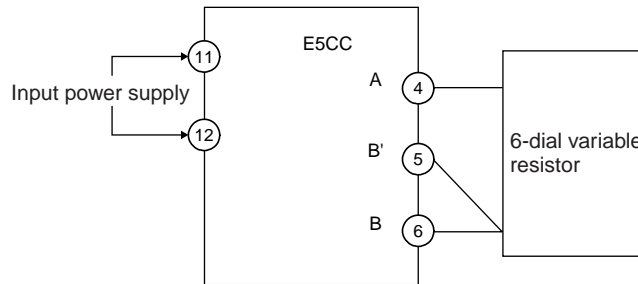 E5CC
11
A
4
Input power supply
12
B'
5
6-dial variable
resistor
B
6